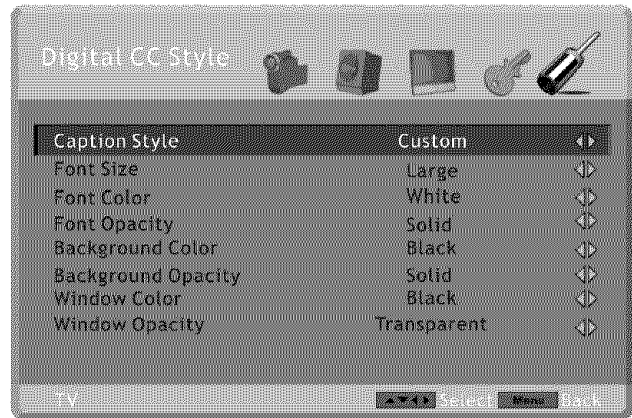 Digital CC Style
Caption Style Custom
Font Size Large
Font Color White
Font Opacity Solid
Background Color Black
Background Opacity Solid
Window Color Black
Window Opacity Transparent
TV Select Menu Back